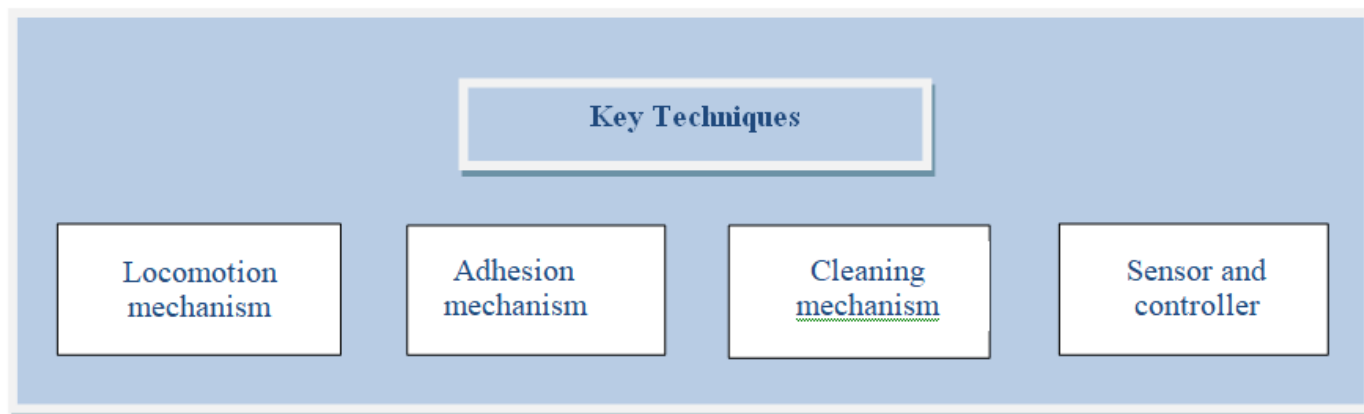 Key Techniques
Locomotion
mechanism
Adhesion
mechanism
Cleaning
mechanism
Sensor and
controller